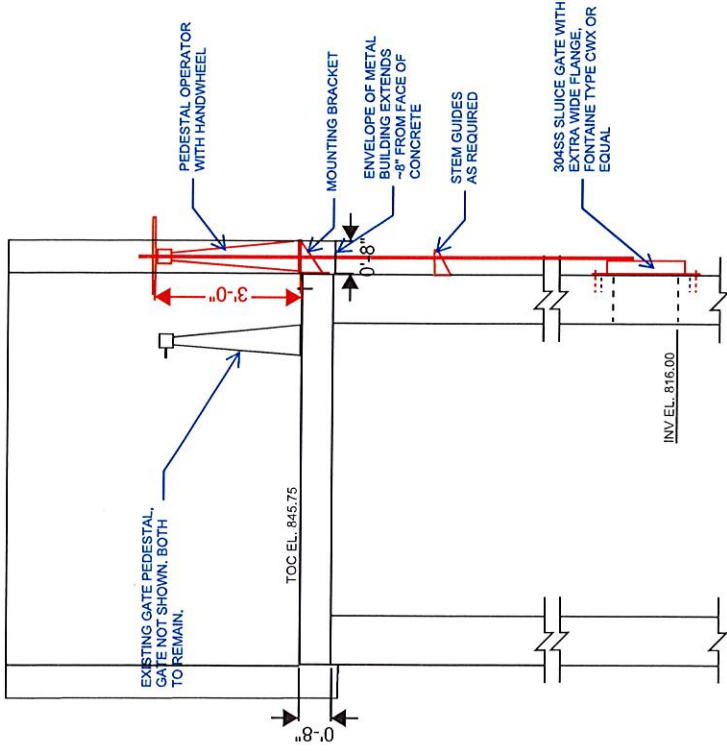 PEDESTAL OPERATOR
WITH HANDWHEEL
MOUNTING BRACKET
ENVELOPE OF METAL
BUILDING EXTENDS
~8" FROM FACE OF
CONCRETE
STEM GUIDES
AS REQUIRED
304SS SLUICE GATE WITH
EXTRA WIDE FLANGE,
FONTAINE TYPE CWX OR
EQUAL
3'-0"
0'-8"
EXISTING GATE PEDESTAL,
GATE NOT SHOWN. BOTH
TO REMAIN.
TOC EL. 845.75
INV EL. 816.00
0'-8"